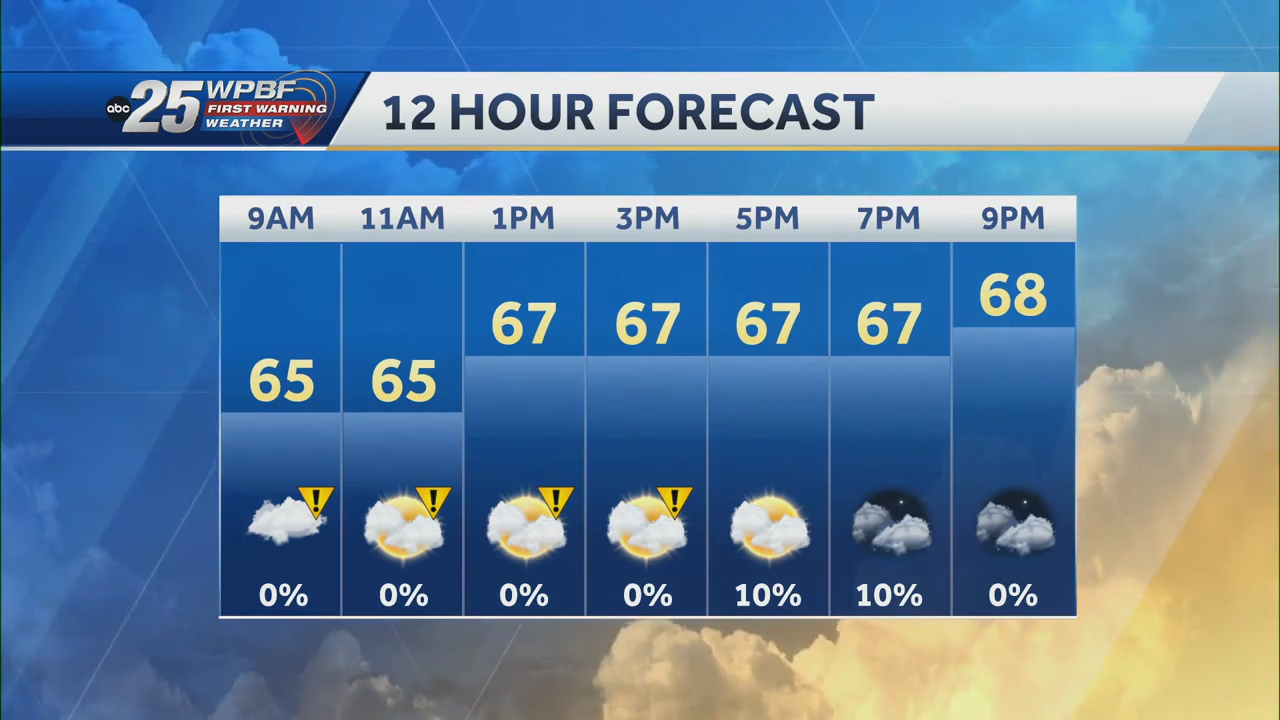 abc 25 WPBF
FIRST WARNING
WEATHER
12 HOUR FORECAST
9AM 11AM 1PM 3PM 5PM 7PM 9PM
65 65 67 67 67 67 68
! ! ! !
0% 0% 0% 0% 10% 10% 0%